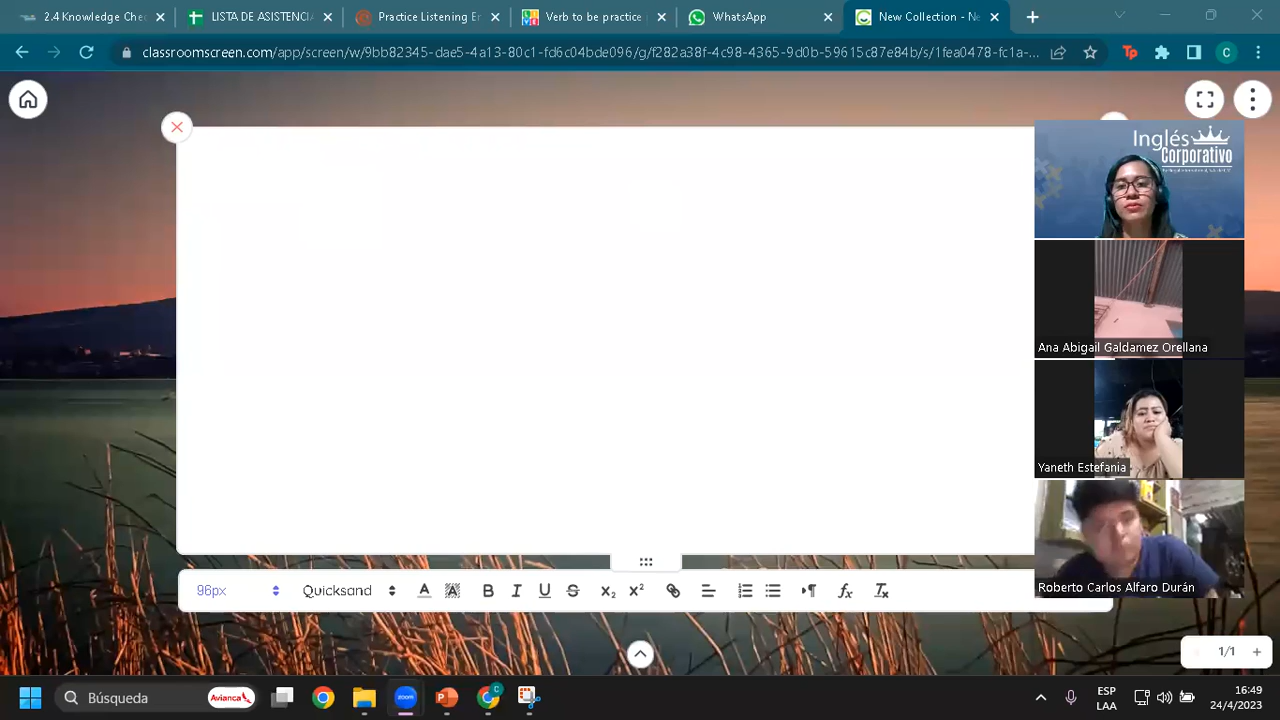 2.4 Knowledge Che
LISTA DE ASISTENCIA
Practice Listening En
Verb to be practice
WhatsApp
New Collection - Ne
classroomscreen.com/app/screen/w/9bb82345-dae5-4a13-80c1-fd6c04bde096/g/f282a38f-4c98-4365-9d0b-59615c87e84b/s/1fea0478-fc1a-...
Inglés
Corporativo
Ana Abigail Galdamez Orellana
Yaneth Estefania
Roberto Carlos Alfaro Durán
96px
Quicksand
1/1
Búsqueda
Avianca
zoom
ESP
LAA
16:49
24/4/2023